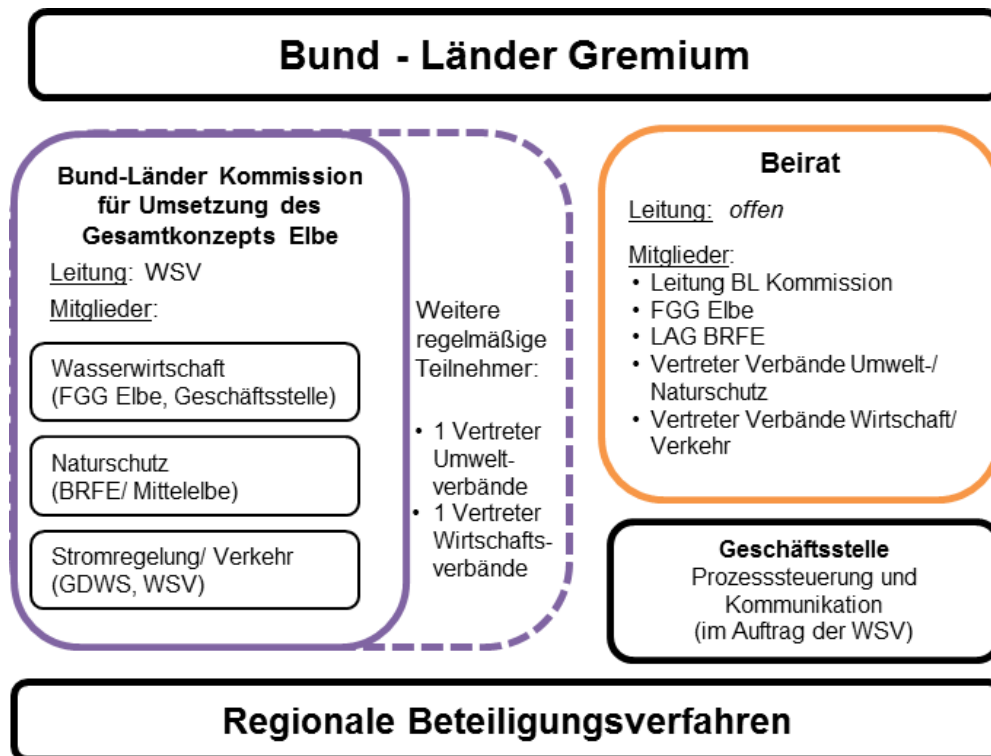 Bund - Länder Gremium
Bund-Länder Kommission
für Umsetzung des
Gesamtkonzepts Elbe
Leitung: WSV
Mitglieder:
Wasserwirtschaft
(FGG Elbe, Geschäftsstelle)
Naturschutz
(BRFE/ Mittelelbe)
Stromregelung/ Verkehr
(GDWS, WSV)
Weitere
regelmäßige
Teilnehmer:
• 1 Vertreter
Umwelt-
verbände
• 1 Vertreter
Wirtschafts-
verbände
Beirat
Leitung: offen
Mitglieder:
• Leitung BL Kommission
• FGG Elbe
• LAG BRFE
• Vertreter Verbände Umwelt-/
Naturschutz
• Vertreter Verbände Wirtschaft/
Verkehr
Geschäftsstelle
Prozesssteuerung und
Kommunikation
(im Auftrag der WSV)
Regionale Beteiligungsverfahren